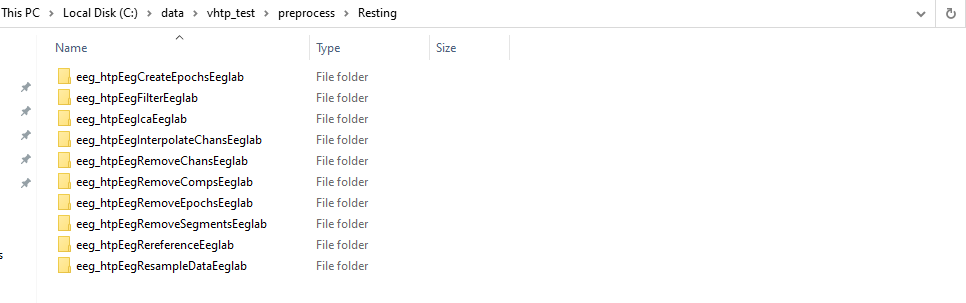 This PC > Local Disk (C:) > data > vhtp_test > preprocess > Resting
Name Type Size
eeg_htpEegCreateEpochsEeglab File folder
eeg_htpEegFilterEeglab File folder
eeg_htpEegIcaEeglab File folder
eeg_htpEegInterpolateChansEeglab File folder
eeg_htpEegRemoveChansEeglab File folder
eeg_htpEegRemoveCompsEeglab File folder
eeg_htpEegRemoveEpochsEeglab File folder
eeg_htpEegRemoveSegmentsEeglab File folder
eeg_htpEegRereferenceEeglab File folder
s
eeg_htpEegResampleDataEeglab File folder